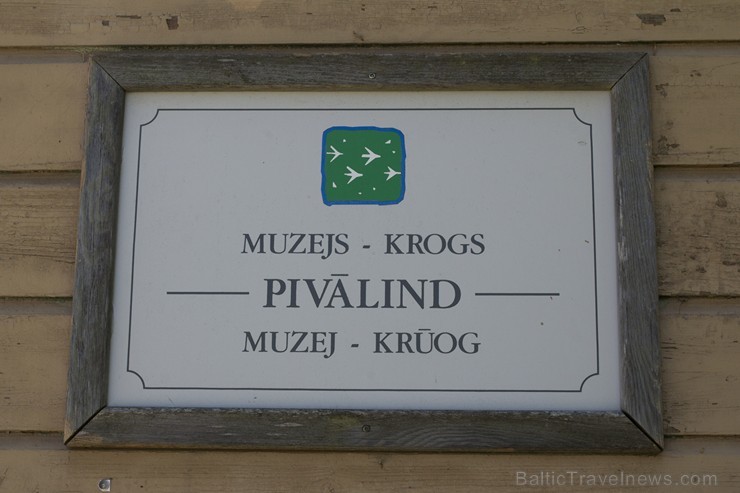 MUZEJS - KROGS
PIVĀLIND
MUZEJ - KRŪOG
BalticTravelnews.com